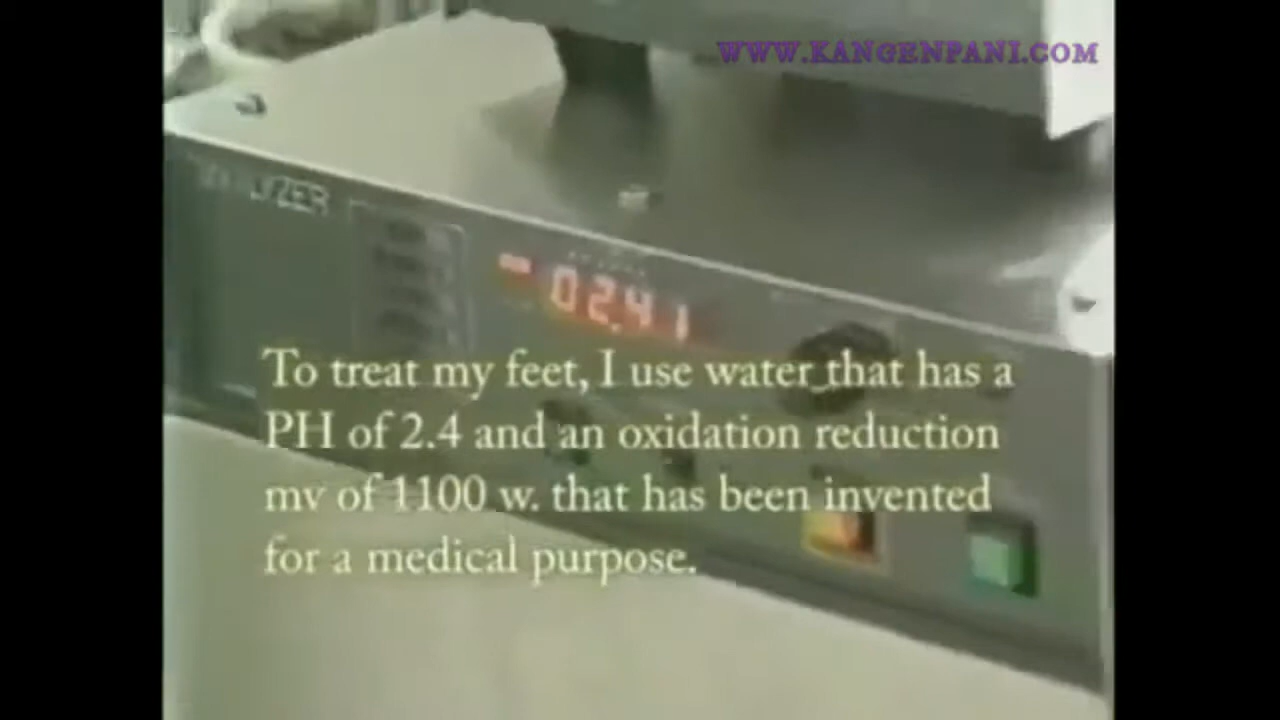 WWW.KANGENPANI.COM
02.41
To treat my feet, I use water that has a
PH of 2.4 and an oxidation reduction
mv of 1100 w. that has been invented
for a medical purpose.